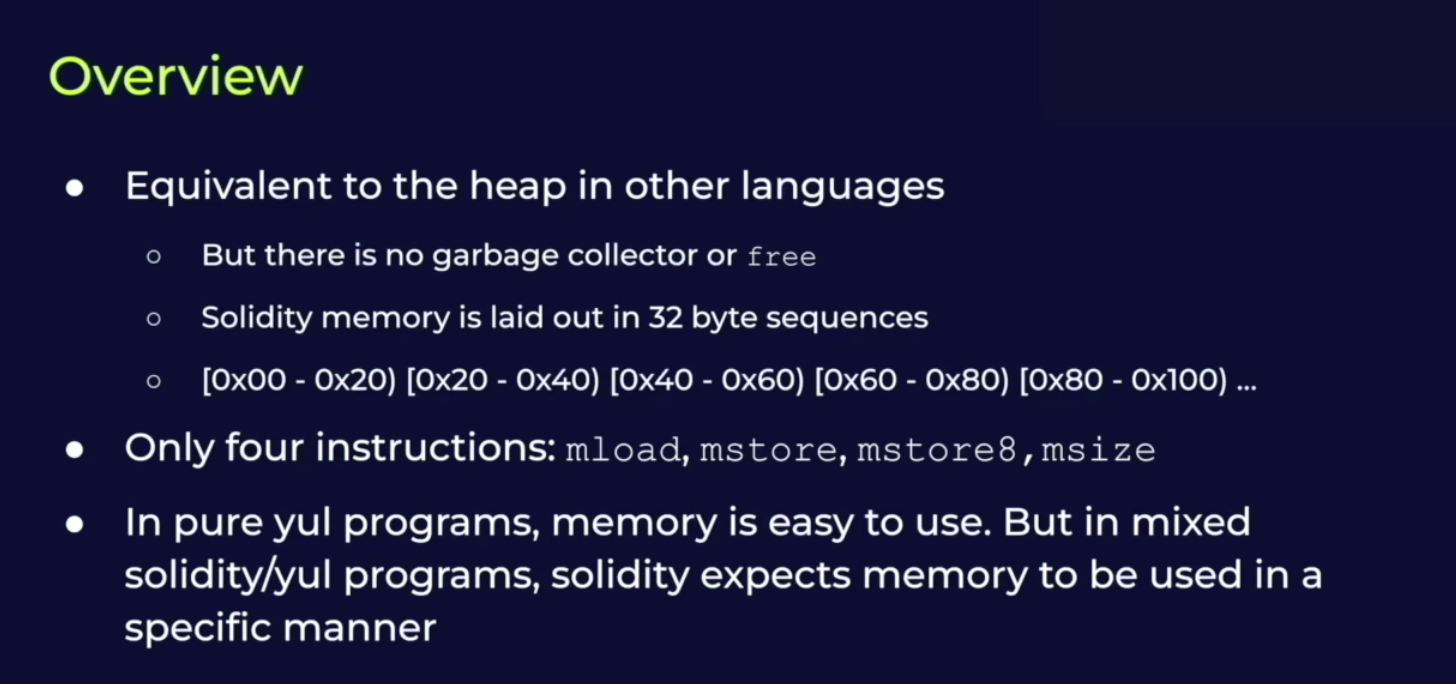 Overview
● Equivalent to the heap in other languages
○ But there is no garbage collector or free
○ Solidity memory is laid out in 32 byte sequences
○ [0x00 - 0x20) [0x20 - 0x40) [0x40 - 0x60) [0x60 - 0x80) [0x80 - 0x100) ...
● Only four instructions: mload, mstore, mstore8,msize
● In pure yul programs, memory is easy to use. But in mixed
solidity/yul programs, solidity expects memory to be used in a
specific manner